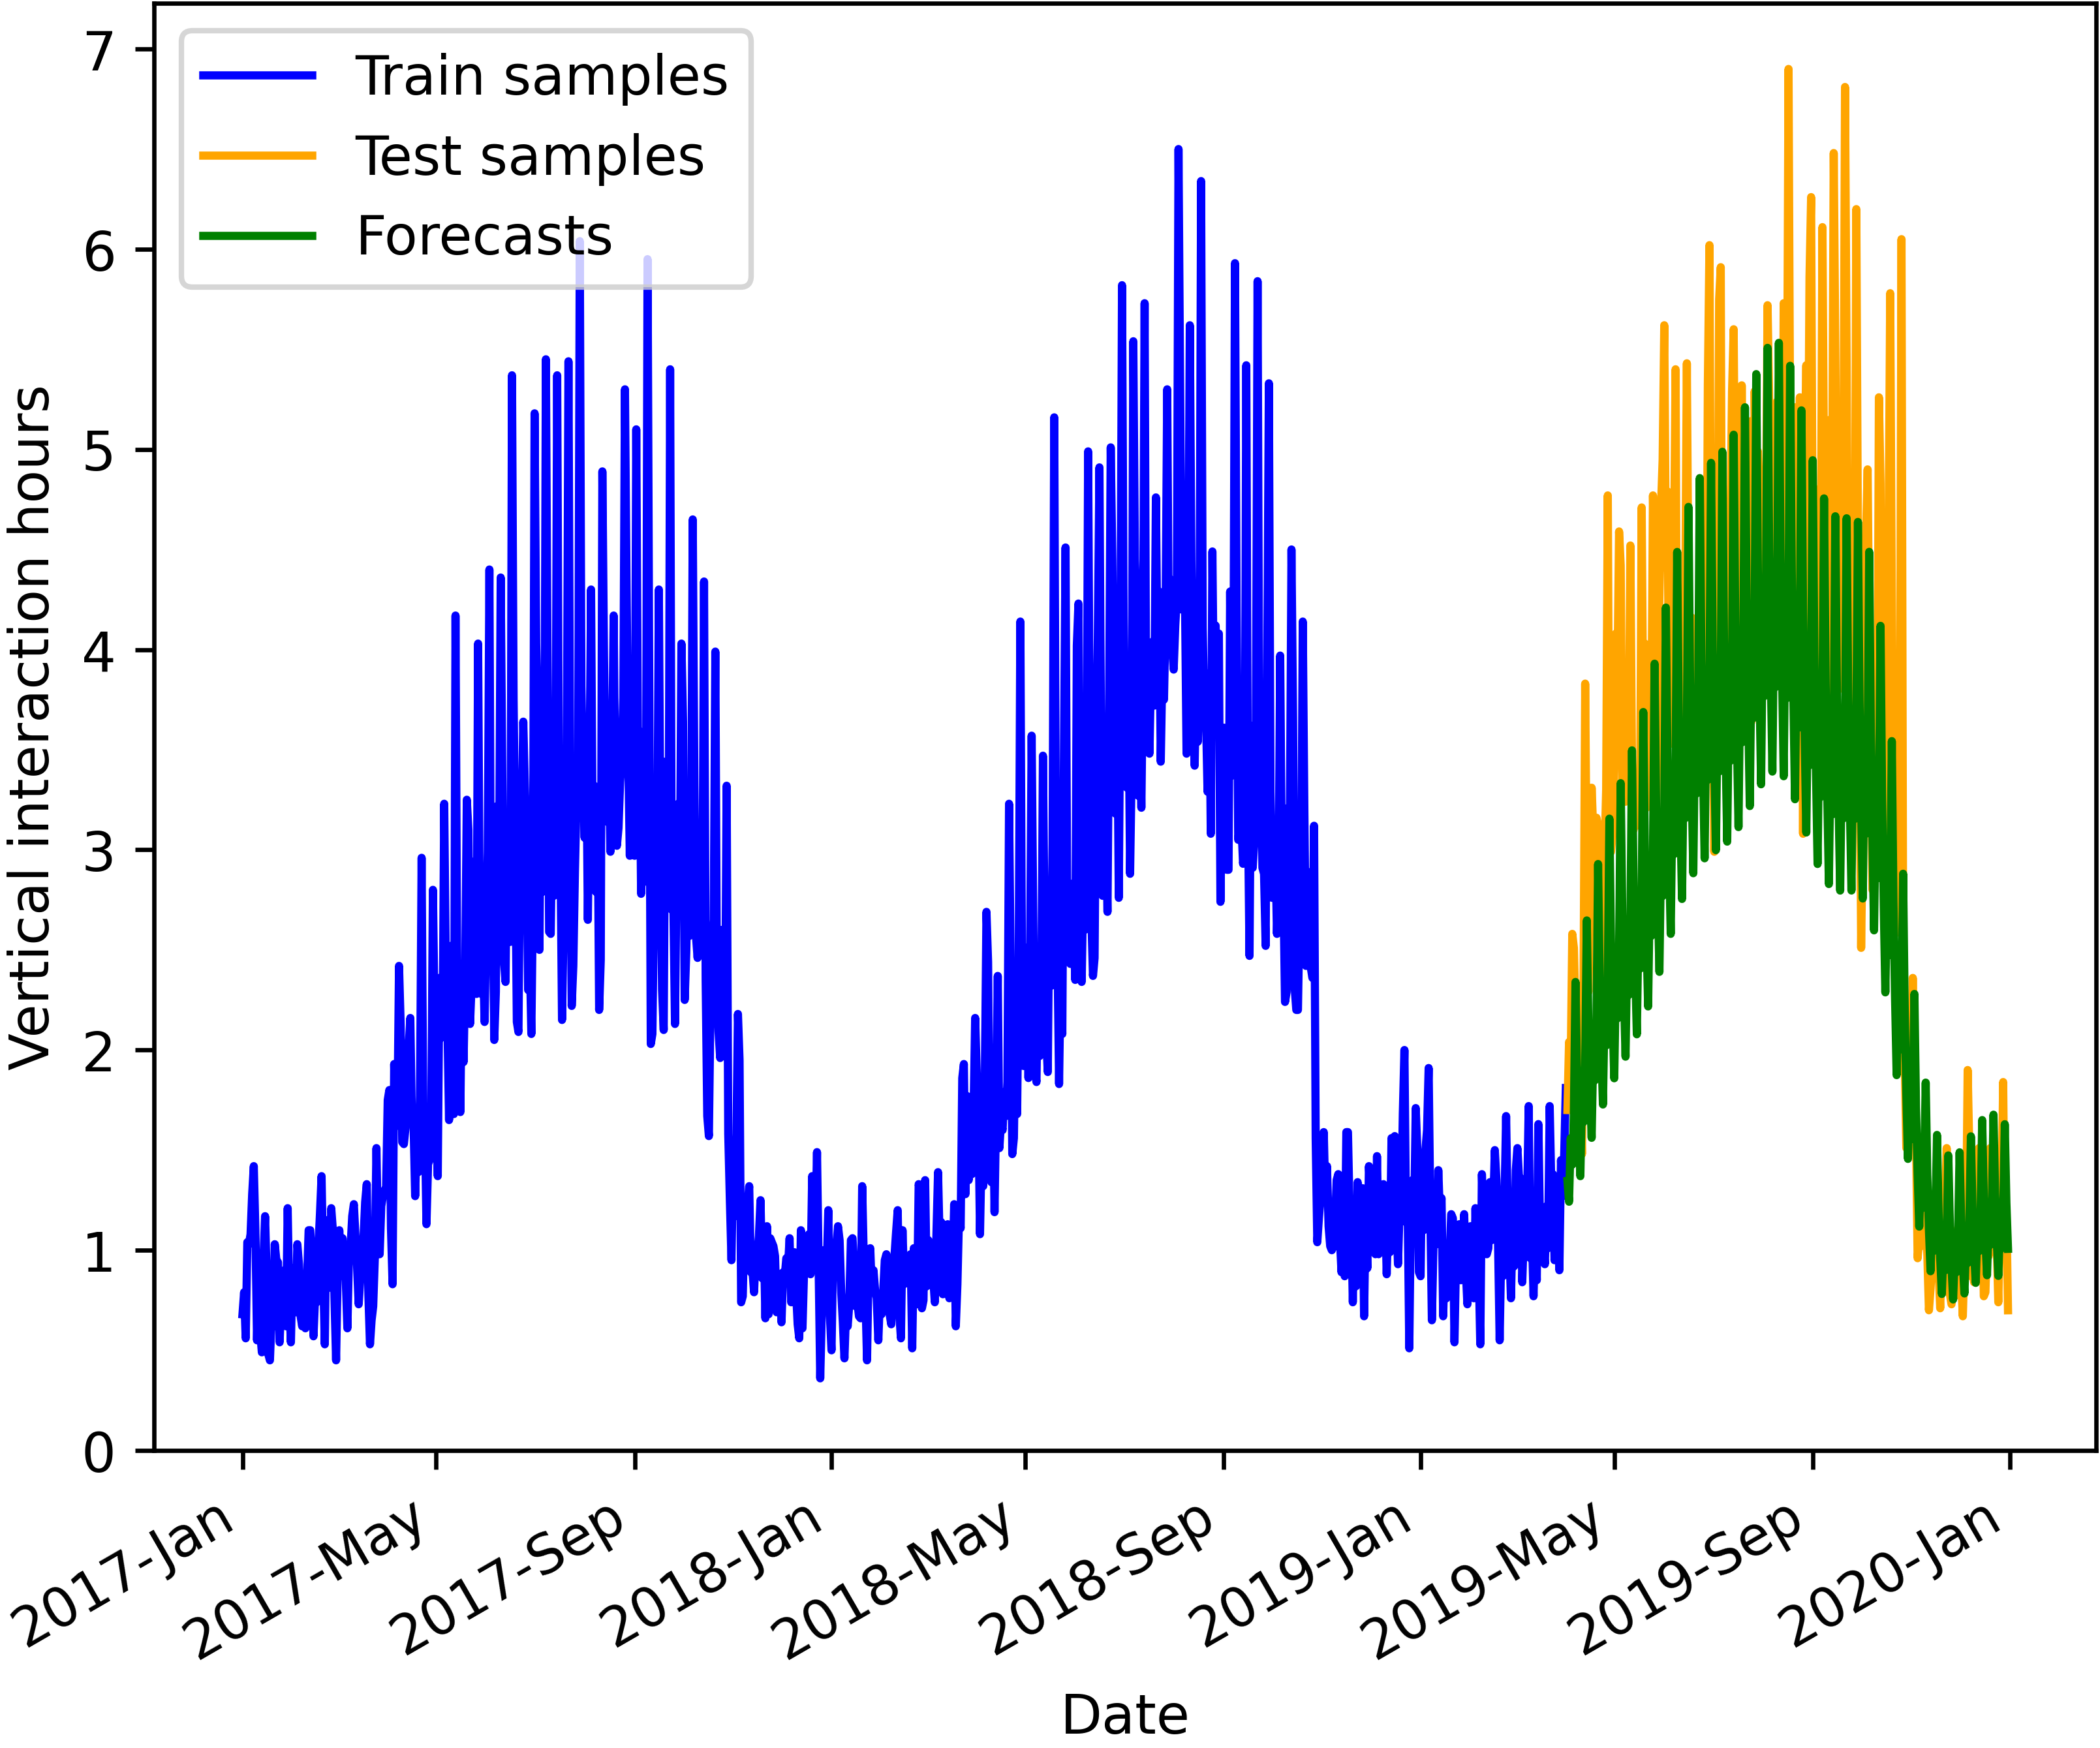 7
6
5
4
3
2
1
0
Vertical interaction hours
Train samples
Test samples
Forecasts
2017-Jan
2017-May
2017-Sep
2018-Jan
2018-May
2018-Sep
2019-Jan
2019-May
2019-Sep
2020-Jan
Date